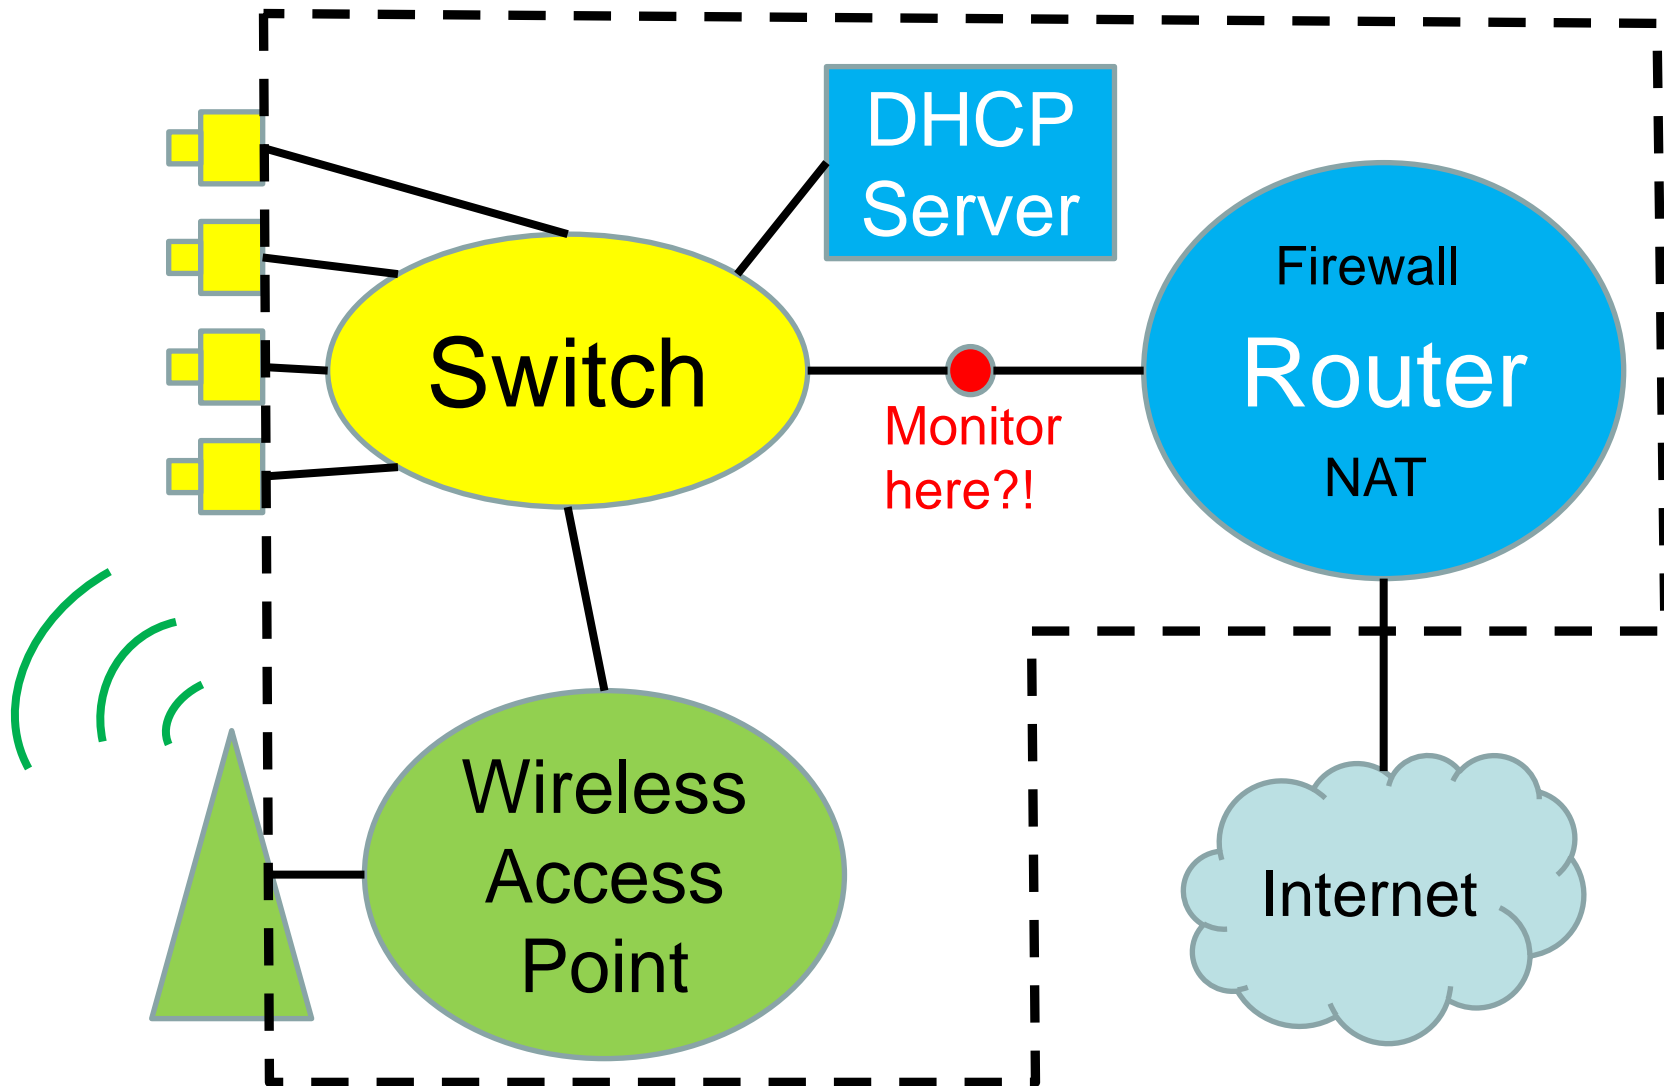 DHCP
Server
Firewall
Switch
Router
Monitor
here?!
NAT
Wireless
Access
Point
Internet